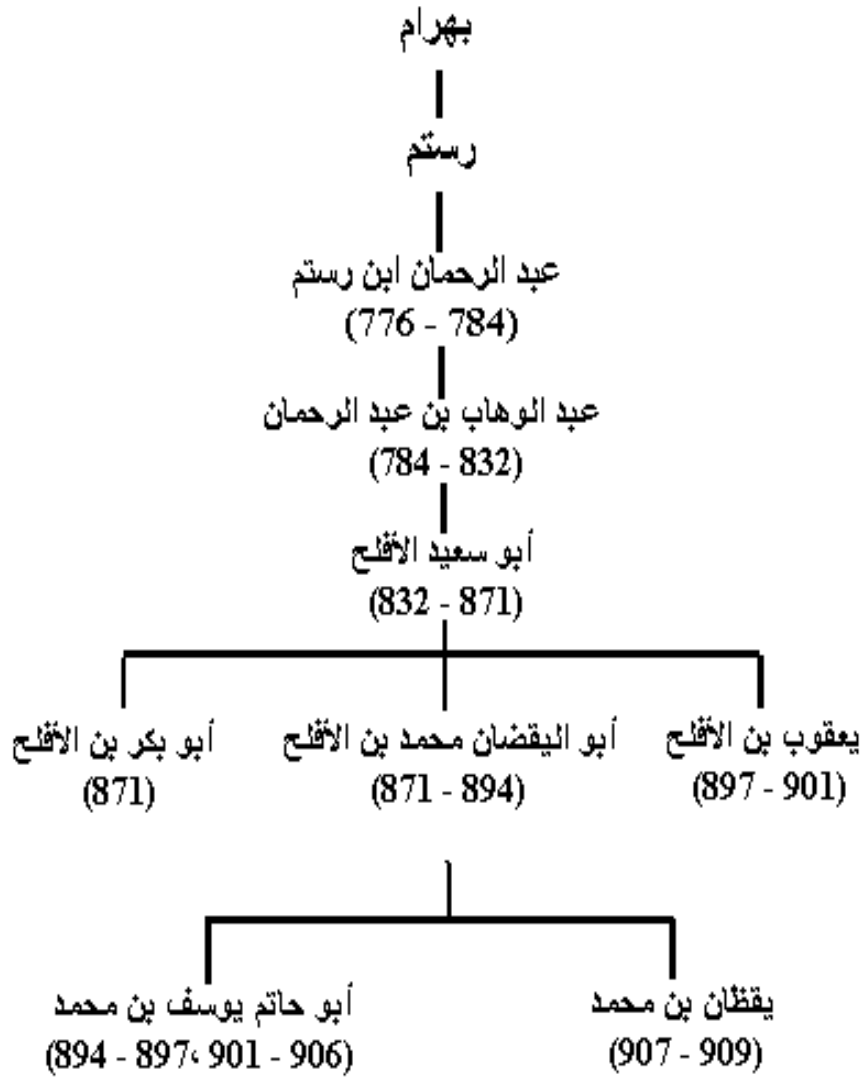 بهرام
رستم
عبد الرحمان ابن رستم
(776 - 784)
عبد الوهاب بن عبد الرحمان
(784 - 832)
أبو سعيد الأفلح
(832 - 871)
يعقوب بن الأفلح
(897 - 901)
أبو اليقضان محمد بن الأفلح
(871 - 894)
أبو بكر بن الأفلح
(871)
يقظان بن محمد
(907 - 909)
أبو حاتم يوسف بن محمد
(894 - 897، 901 - 906)